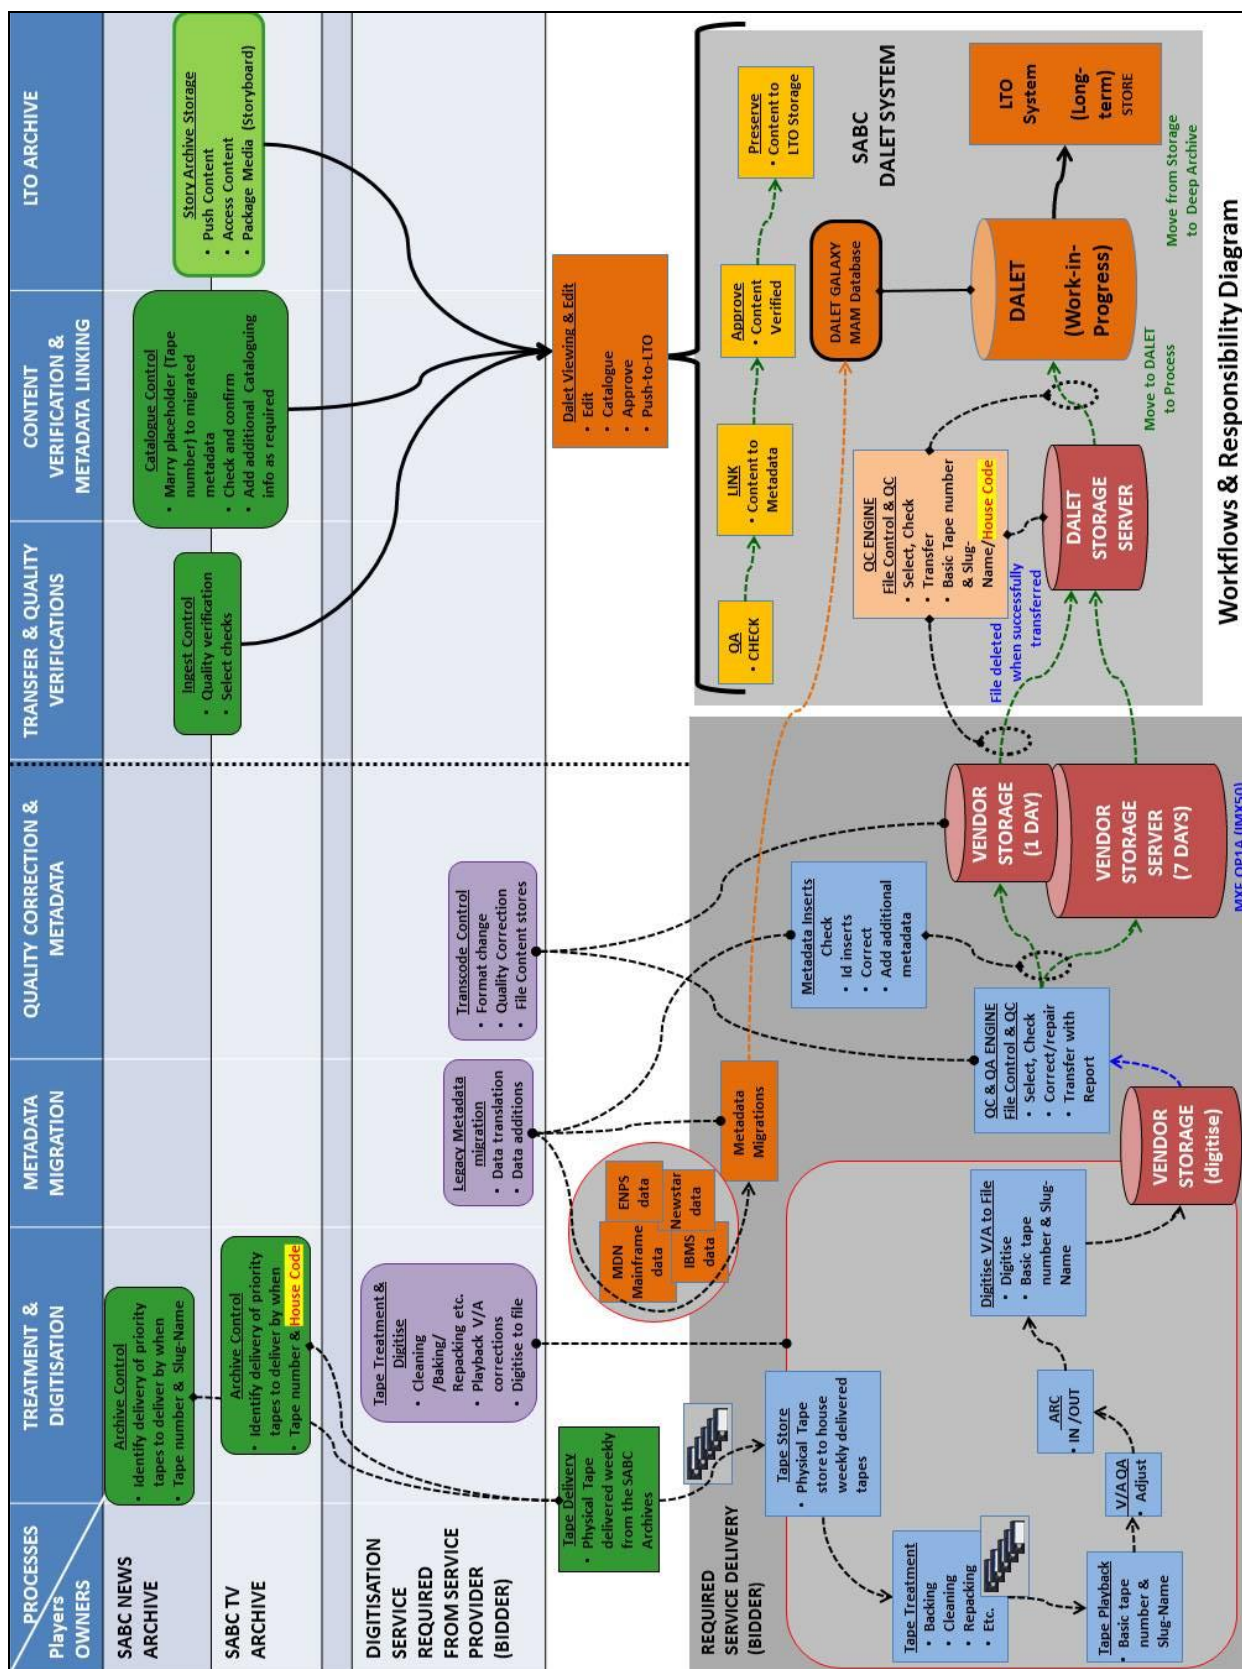 PROCESSES
Players
OWNERS
TREATMENT &
DIGITISATION
METADADA
MIGRATION
QUALITY CORRECTION &
METADATA
TRANSFER & QUALITY
VERIFICATIONS
CONTENT
VERIFICATION &
METADATA LINKING
LTO ARCHIVE
SABC NEWS
ARCHIVE
Archive Control
• Identify delivery of priority
tapes to deliver by when
• Tape number & Slug-Name
SABC TV
ARCHIVE
Archive Control
• Identify delivery of priority
tapes to deliver by when
• Tape number & House Code
Ingest Control
• Quality verification
• Select checks
Catalogue Control
• Marry placeholder (Tape
number) to migrated
metadata
• Check and confirm
• Add additional Cataloguing
info as required
Story Archive Storage
• Push Content
• Access Content
• Package Media (Storyboard)
DIGITISATION
SERVICE
REQUIRED
FROM SERVICE
PROVIDER
(BIDDER)
Tape Treatment &
Digitise
• Cleaning
/Baking/
Repacking etc.
• Playback V/A
corrections
• Digitise to file
Legacy Metadata
migration
• Data translation
• Data additions
Transcode Control
• Format change
• Quality Correction
• File Content stores
Tape Delivery
• Physical Tape
delivered weekly
from the SABC
Archives
MDN
Mainframe
data
ENPS
data
IBMS
data
Newstar
data
Metadata
Migrations
Dalet Viewing & Edit
• Edit
• Catalogue
• Approve
• Push-to-LTO
REQUIRED
SERVICE DELIVERY
(BIDDER)
Tape Store
• Physical Tape
store to house
weekly delivered
tapes
Tape Treatment
• Backing
• Cleaning
• Repacking
• Etc.
Tape Playback
• Basic tape
number &
Slug-Name
V/A QA
• Adjust
ARC
• IN /OUT
Digitise V/A to File
• Digitise
• Basic tape
number & Slug-
Name
VENDOR
STORAGE
(digitise)
QC & QA ENGINE
File Control & QC
• Select, Check
• Correct/repair
• Transfer with
Report
Metadata Inserts
Check
• Id inserts
• Correct
• Add additional
metadata
VENDOR
STORAGE
(1 DAY)
VENDOR
STORAGE
SERVER
(7 DAYS)
MXF OP1A (IMX50)
QA
• CHECK
LINK
• Content to
Metadata
Approve
• Content
Verified
Preserve
• Content to
LTO Storage
SABC
DALET SYSTEM
DALET GALAXY
MAM Database
QC ENGINE
File Control & QC
• Select, Check
• Transfer
• Basic Tape number
& Slug-
Name/House Code
File deleted
when successfully
transferred
DALET
STORAGE
SERVER
DALET
(Work-in-
Progress)
LTO
System
(Long-
term)
STORE
Move to DALET
to Process
Move from Storage
to Deep Archive
Workflows & Responsibility Diagram